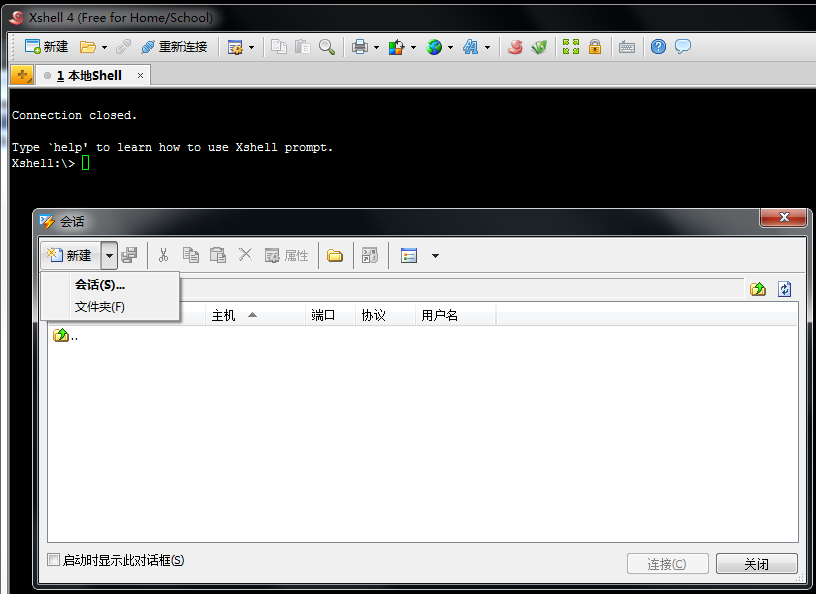 Xshell 4 (Free for Home/School)
新建 重新连接
1 本地Shell
Connection closed.
Type `help' to learn how to use Xshell prompt.
Xshell:\>
会话
新建 属性
会话(S)...
文件夹(F)
主机 端口 协议 用户名
..
启动时显示此对话框(S) 连接(C) 关闭